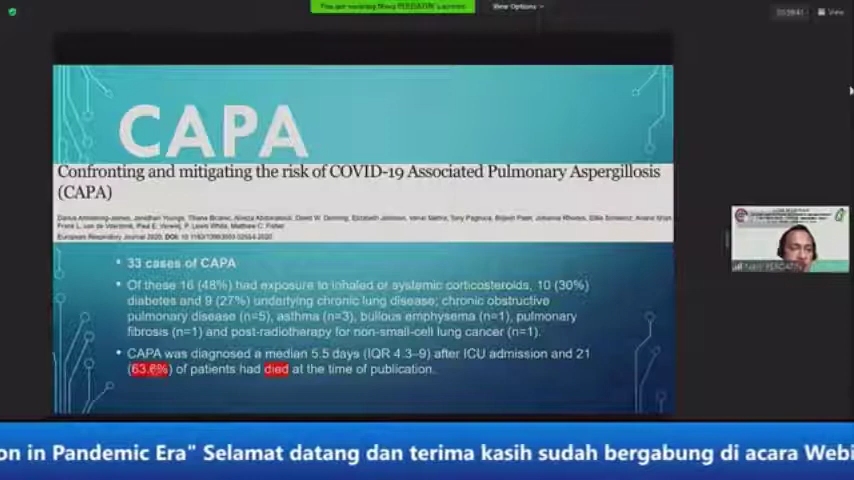 View Options
View
CAPA
Confronting and mitigating the risk of COVID-19 Associated Pulmonary Aspergillosis
(CAPA)
European Respiratory Journal 2020; DOI:
• 33 cases of CAPA
• Of these 16 (48%) had exposure to inhaled or systemic corticosteroids, 10 (30%)
diabetes and 9 (27%) underlying chronic lung disease; chronic obstructive
pulmonary disease (n=5), asthma (n=3), bullous emphysema (n=1), pulmonary
fibrosis (n=1) and post-radiotherapy for non-small-cell lung cancer (n=1).
• CAPA was diagnosed a median 5.5 days (IQR 4.3–9) after ICU admission and 21
(63.6%) of patients had died at the time of publication.
on in Pandemic Era" Selamat datang dan terima kasih sudah bergabung di acara Webi